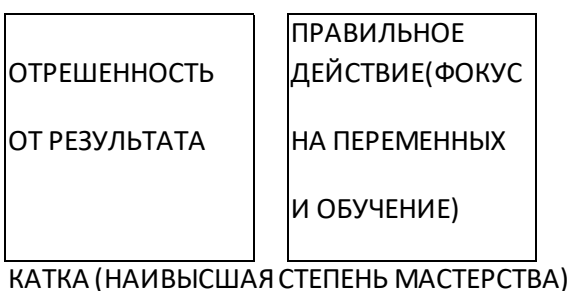 ОТРЕШЕННОСТЬ
ОТ РЕЗУЛЬТАТА
ПРАВИЛЬНОЕ
ДЕЙСТВИЕ(ФОКУС
НА ПЕРЕМЕННЫХ
И ОБУЧЕНИЕ)
КАТКА (НАИВЫСШАЯ СТЕПЕНЬ МАСТЕРСТВА)